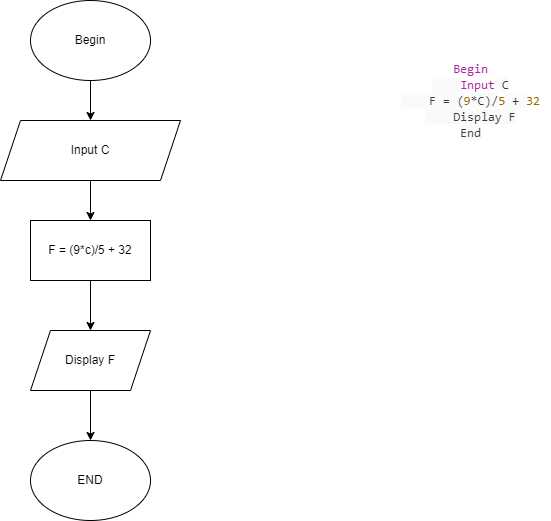 Begin
Input C
F = (9*c)/5 + 32
Display F
END
Begin
Input C
F = (9*C)/5 + 32
Display F
End